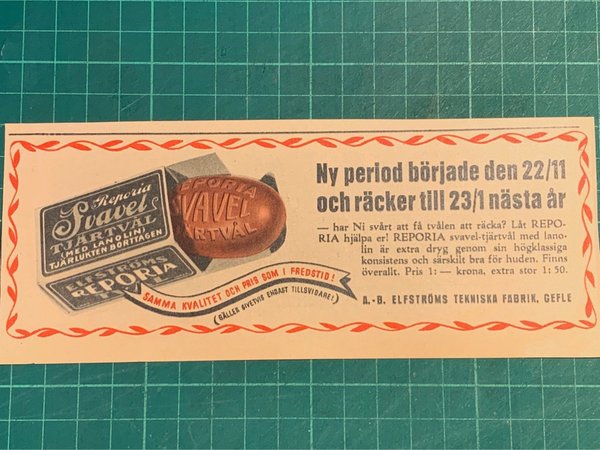 Reporia
Svavel
TJÄRTVÅL
(MED LANOLIN)
TJÄRLUKTEN BORTTAGEN
ELFSTRÖMS
REPORIA
REPORIA
SVAVEL
TJÄRTVÅL
SAMMA KVALITET OCH PRIS SOM I FREDSTID!
(GÄLLER GIVETVIS ENDAST TILLSVIDARE!)
Ny period började den 22/11
och räcker till 23/1 nästa år
— har Ni svårt att få tvålen att räcka? Låt REPO-
RIA hjälpa er! REPORIA svavel-tjärtvål med lano-
lin är extra dryg genom sin högklassiga
konsistens och särskilt bra för huden. Finns
överallt. Pris 1: — krona, extra stor 1: 50.
A.-B. ELFSTRÖMS TEKNISKA FABRIK, GEFLE